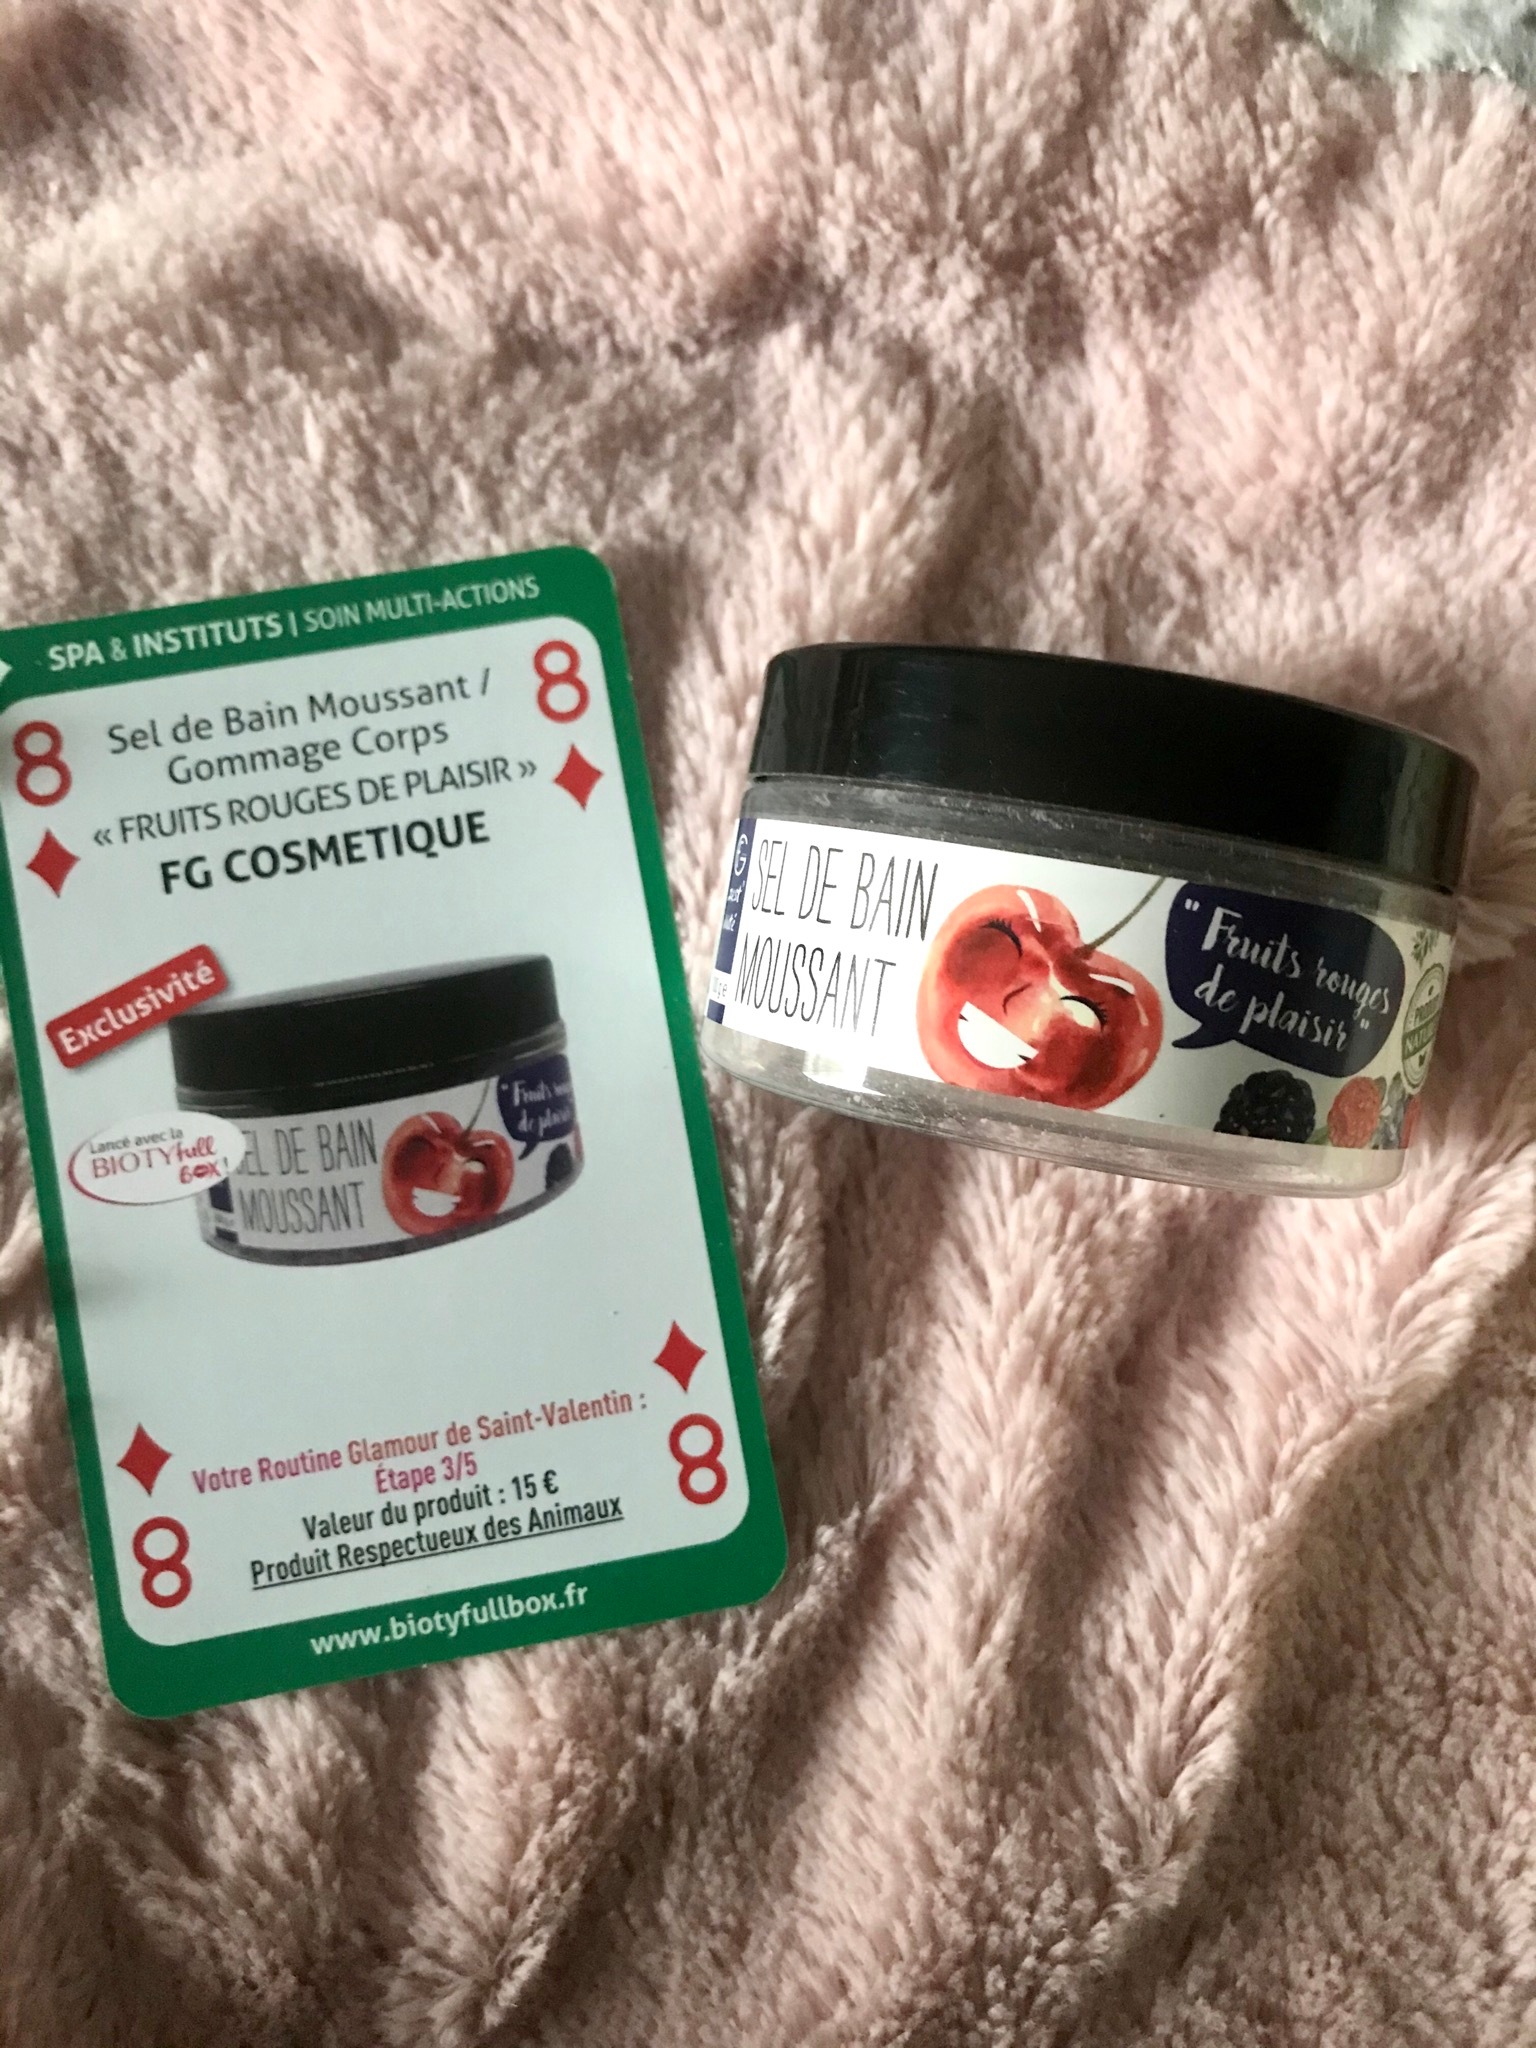 SPA & INSTITUTS | SOIN MULTI-ACTIONS
8
8
Sel de Bain Moussant /
Gommage Corps
« FRUITS ROUGES DE PLAISIR »
FG COSMETIQUE
Exclusivité
Lancé avec la
BIOTYfull
box!
SEL DE BAIN
MOUSSANT
"Fruits
de plaisir
Votre Routine Glamour de Saint-Valentin :
Étape 3/5
Valeur du produit : 15 €
Produit Respectueux des Animaux
8
8
www.biotyfullbox.fr
G
SEL DE BAIN
MOUSSANT
"Fruits rouges
de plaisir"